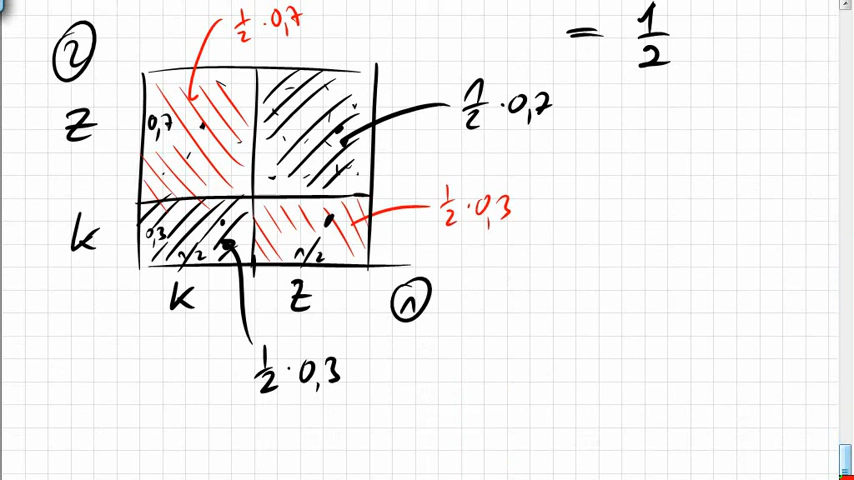 1/2 · 0,7
2
= 1/2
Z
0,7
1/2 · 0,7
1/2 · 0,3
K
0,3
1/2
1/2
K
Z
1
1/2 · 0,3